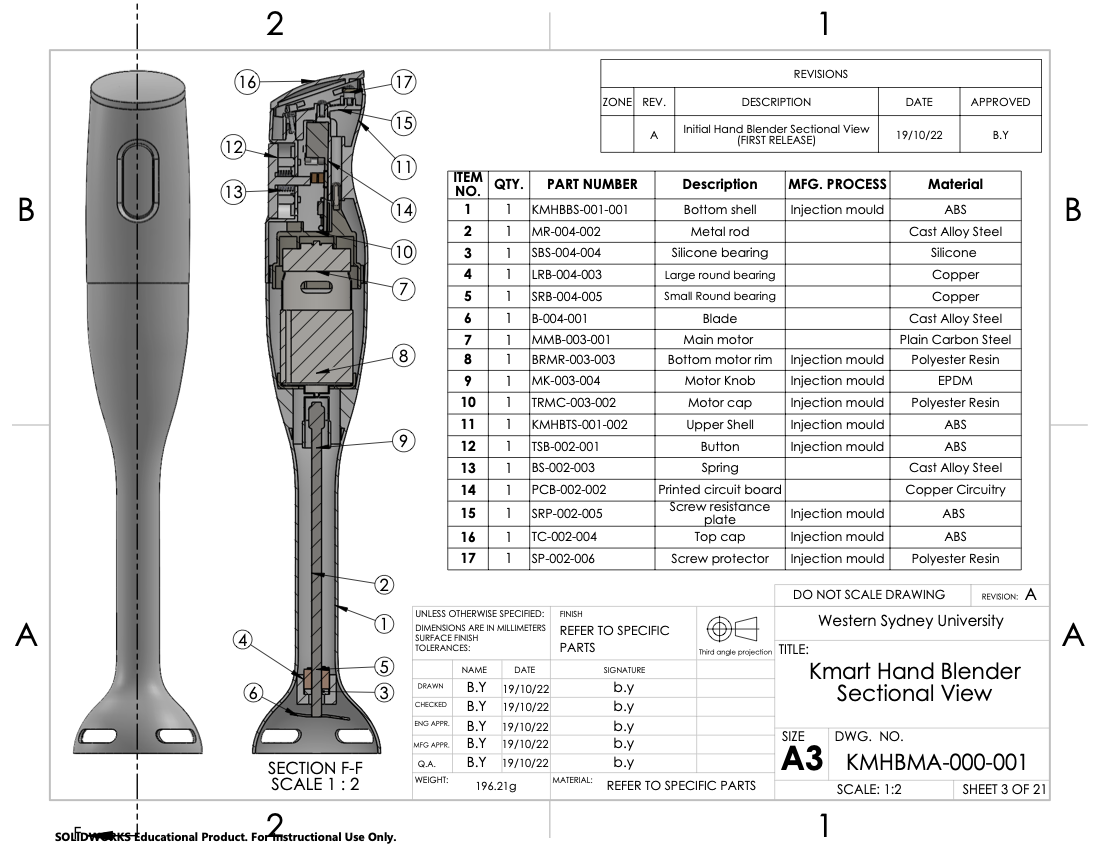 2
1
B
B
A
A
16
17
15
12
11
13
14
10
7
8
9
2
1
4
5
3
6
SECTION F-F
SCALE 1 : 2
REVISIONS
ZONE REV. DESCRIPTION DATE APPROVED
A Initial Hand Blender Sectional View 19/10/22 B.Y
(FIRST RELEASE)
ITEM NO. QTY. PART NUMBER Description MFG. PROCESS Material
1 1 KMHBBS-001-001 Bottom shell Injection mould ABS
2 1 MR-004-002 Metal rod Cast Alloy Steel
3 1 SBS-004-004 Silicone bearing Silicone
4 1 LRB-004-003 Large round bearing Copper
5 1 SRB-004-005 Small Round bearing Copper
6 1 B-004-001 Blade Cast Alloy Steel
7 1 MMB-003-001 Main motor Plain Carbon Steel
8 1 BRMR-003-003 Bottom motor rim Injection mould Polyester Resin
9 1 MK-003-004 Motor Knob Injection mould EPDM
10 1 TRMC-003-002 Motor cap Injection mould Polyester Resin
11 1 KMHBTS-001-002 Upper Shell Injection mould ABS
12 1 TSB-002-001 Button Injection mould ABS
13 1 BS-002-003 Spring Cast Alloy Steel
14 1 PCB-002-002 Printed circuit board Copper Circuitry
15 1 SRP-002-005 Screw resistance plate Injection mould ABS
16 1 TC-002-004 Top cap Injection mould ABS
17 1 SP-002-006 Screw protector Injection mould Polyester Resin
UNLESS OTHERWISE SPECIFIED:
DIMENSIONS ARE IN MILLIMETERS
SURFACE FINISH
TOLERANCES:
FINISH
REFER TO SPECIFIC
PARTS
Third angle projection
NAME DATE SIGNATURE
DRAWN B.Y 19/10/22 b.y
CHECKED B.Y 19/10/22 b.y
ENG APPR. B.Y 19/10/22 b.y
MFG APPR. B.Y 19/10/22 b.y
Q.A. B.Y 19/10/22 b.y
WEIGHT: 196.21g
MATERIAL: REFER TO SPECIFIC PARTS
DO NOT SCALE DRAWING REVISION: A
Western Sydney University
TITLE:
Kmart Hand Blender
Sectional View
SIZE DWG. NO.
A3 KMHBMA-000-001
SCALE: 1:2 SHEET 3 OF 21
2
1
F
SOLIDWORKS Educational Product. For Instructional Use Only.